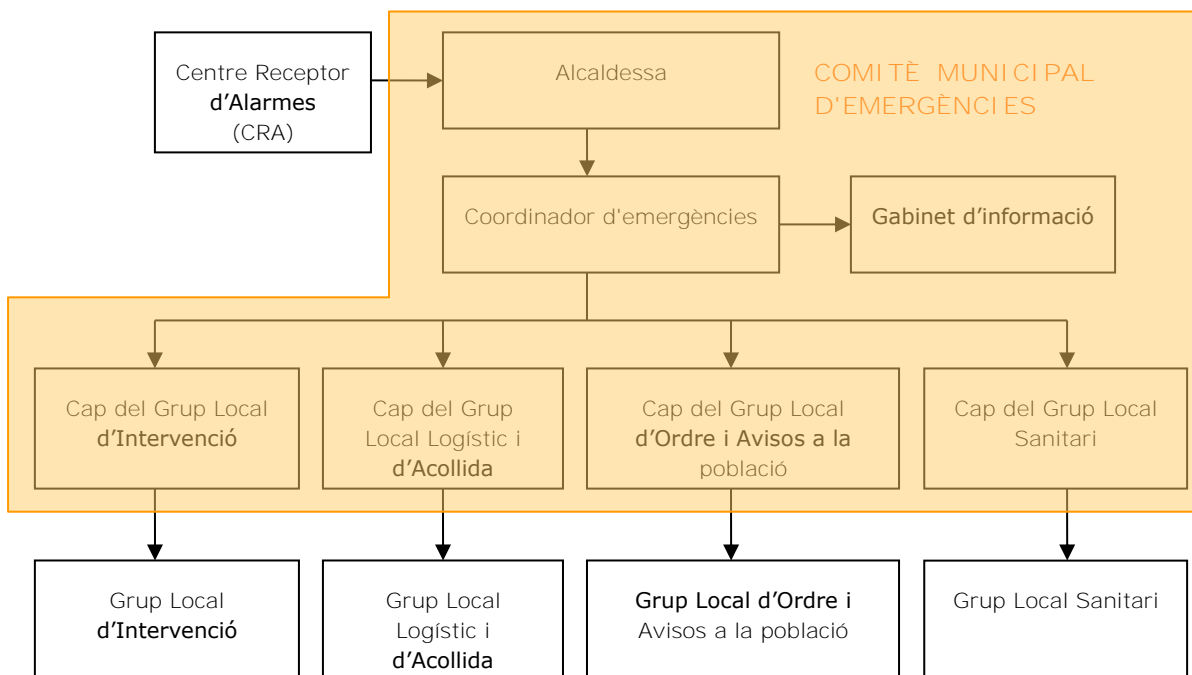 Centre Receptor
d’Alarmes
(CRA)
Alcaldessa
COMITÈ MUNICIPAL
D'EMERGÈNCIES
Coordinador d'emergències
Gabinet d’informació
Cap del Grup Local
d’Intervenció
Cap del Grup
Local Logístic i
d’Acollida
Cap del Grup Local
d’Ordre i Avisos a la
població
Cap del Grup Local
Sanitari
Grup Local
d’Intervenció
Grup Local
Logístic i
d’Acollida
Grup Local d’Ordre i
Avisos a la població
Grup Local Sanitari